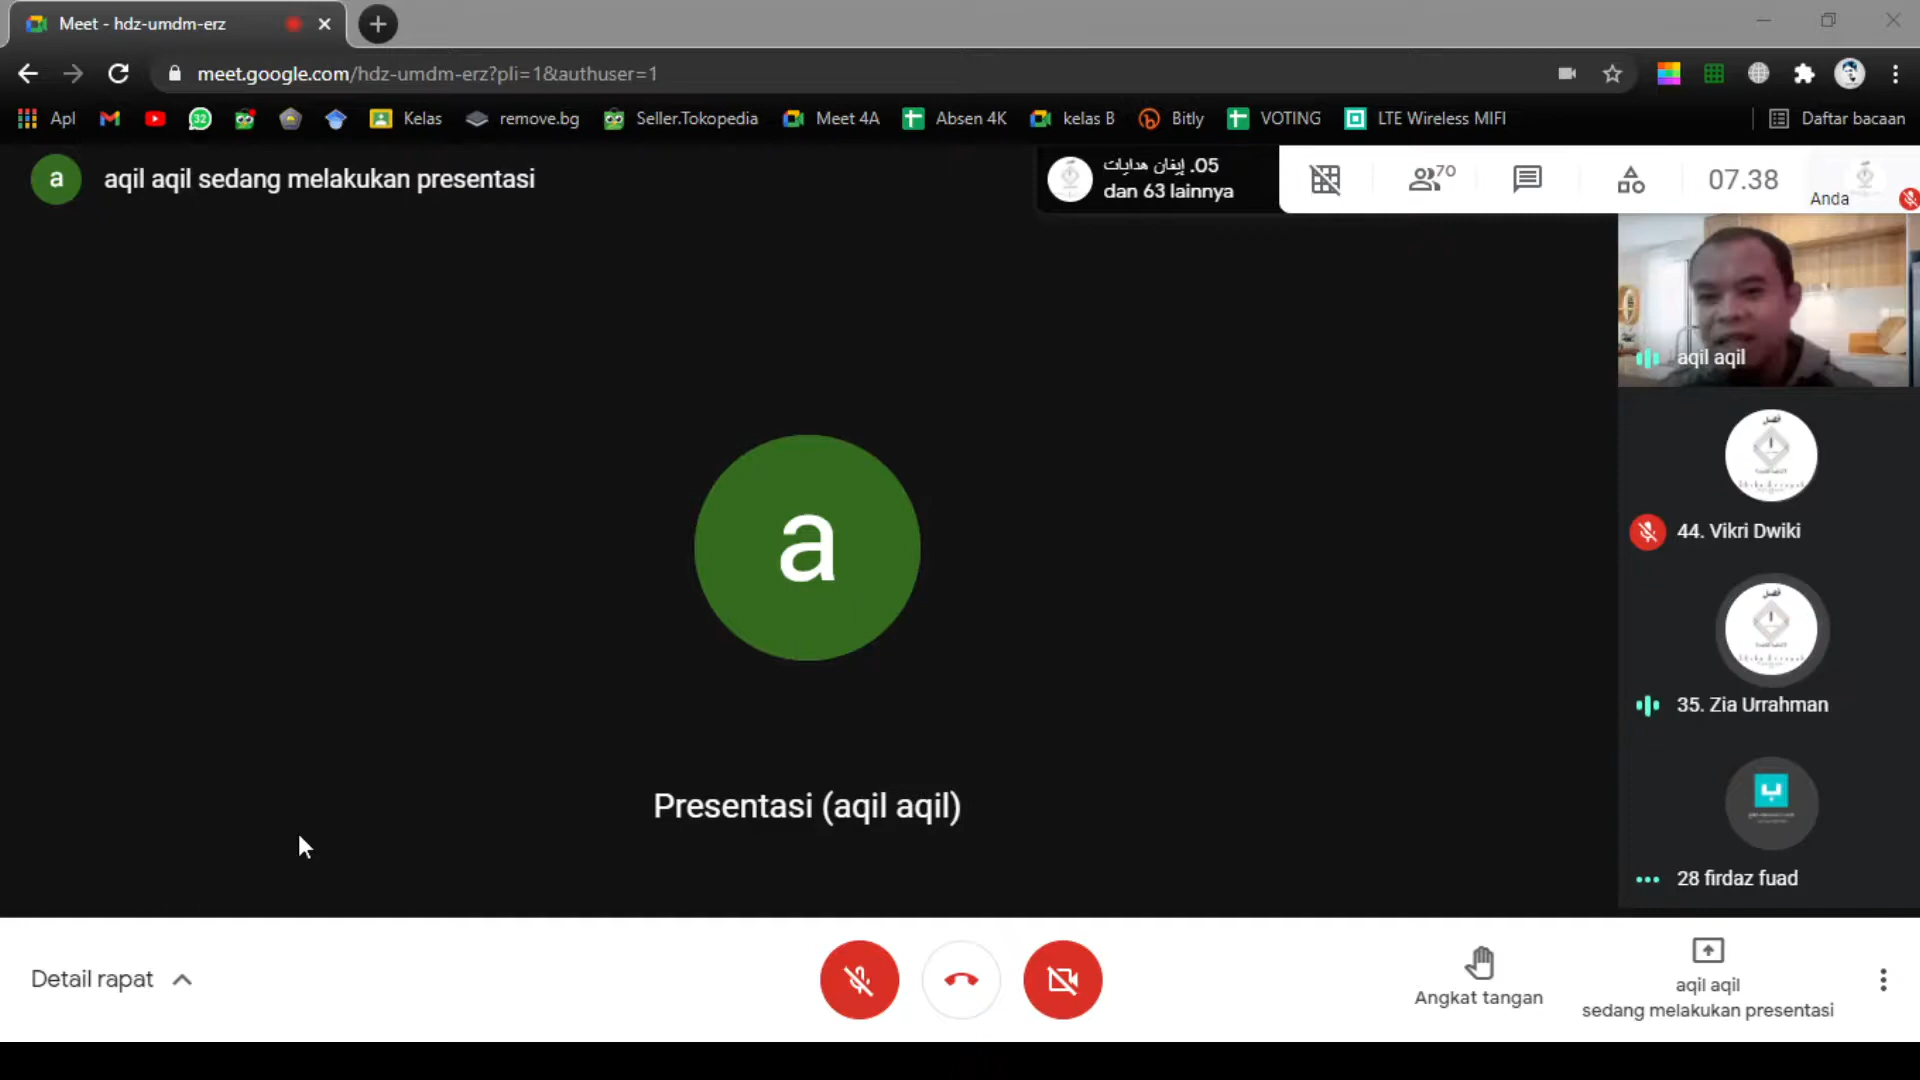 Meet - hdz-umdm-erz
meet.google.com/hdz-umdm-erz?pli=1&authuser=1
Apl
32
Kelas
remove.bg
Seller.Tokopedia
Meet 4A
Absen 4K
kelas B
Bitly
VOTING
LTE Wireless MIFI
Daftar bacaan
a
aqil aqil sedang melakukan presentasi
05. إيفان هدايات
dan 63 lainnya
70
07.38
Anda
aqil aqil
a
Presentasi (aqil aqil)
فصل
44. Vikri Dwiki
فصل
35. Zia Urrahman
28 firdaz fuad
Detail rapat
Angkat tangan
aqil aqil
sedang melakukan presentasi